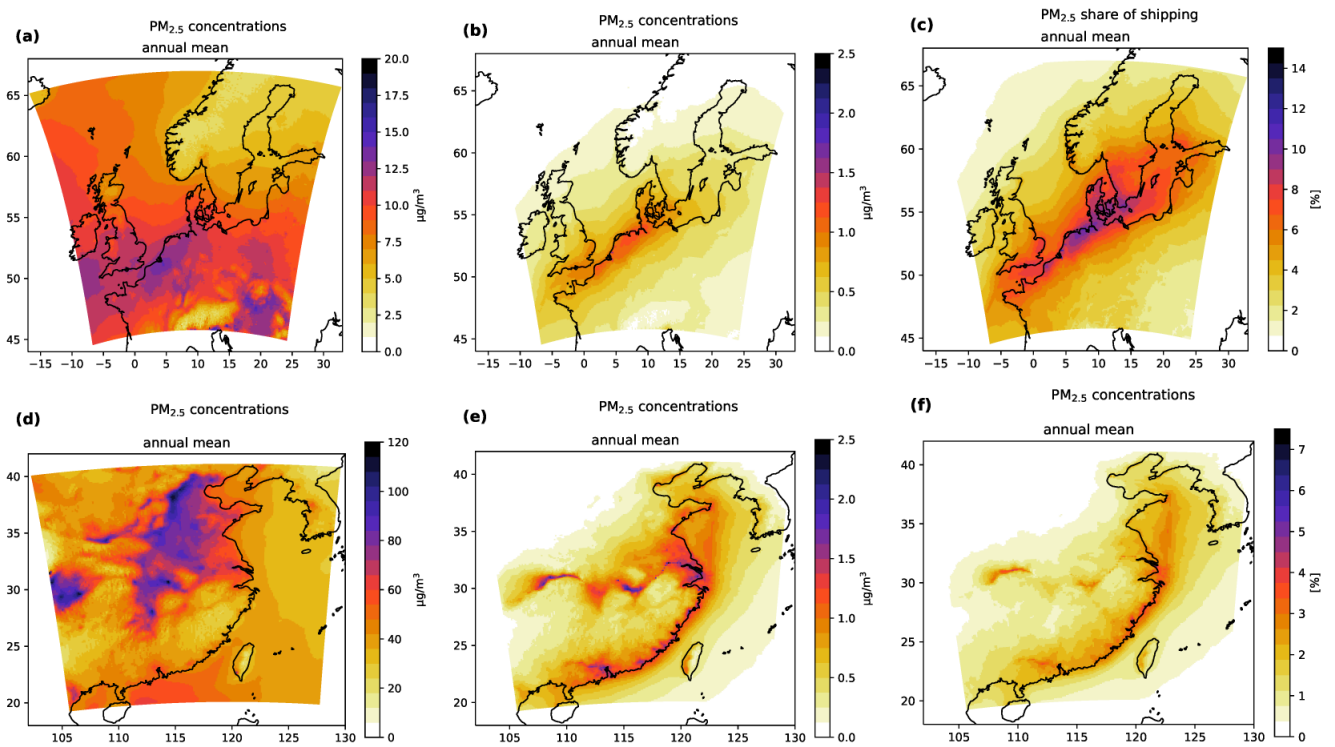 (a)
PM2.5 concentrations
annual mean
65
60
55
50
45
−15 −10 −5 0 5 10 15 20 25 30
20.0
17.5
15.0
12.5
10.0
7.5
5.0
2.5
0.0
µg/m³
(b)
PM2.5 concentrations
annual mean
65
60
55
50
45
−15 −10 −5 0 5 10 15 20 25 30
2.5
2.0
1.5
1.0
0.5
0.0
µg/m³
(c)
PM2.5 share of shipping
annual mean
65
60
55
50
45
−15 −10 −5 0 5 10 15 20 25 30
14
12
10
8
6
4
2
0
[%]
(d)
PM2.5 concentrations
annual mean
40
35
30
25
20
105 110 115 120 125 130
120
100
80
60
40
20
0
µg/m³
(e)
PM2.5 concentrations
annual mean
40
35
30
25
20
105 110 115 120 125 130
2.5
2.0
1.5
1.0
0.5
0.0
µg/m³
(f)
PM2.5 concentrations
annual mean
40
35
30
25
20
105 110 115 120 125 130
7
6
5
4
3
2
1
0
[%]